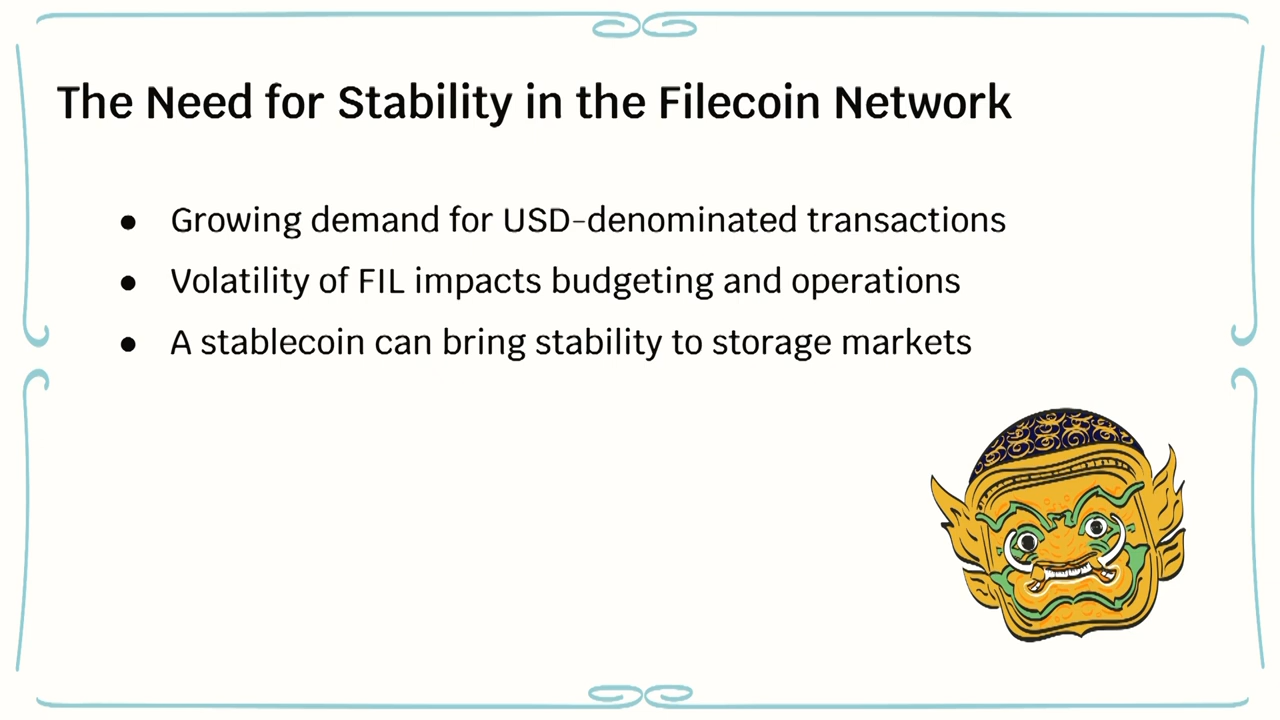 The Need for Stability in the Filecoin Network
● Growing demand for USD-denominated transactions
● Volatility of FIL impacts budgeting and operations
● A stablecoin can bring stability to storage markets